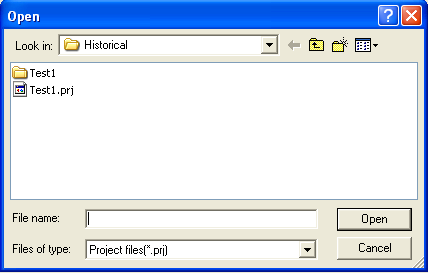 Open
Look in: Historical
Test1
Test1.prj
File name: Open
Files of type: Project files(*.prj) Cancel